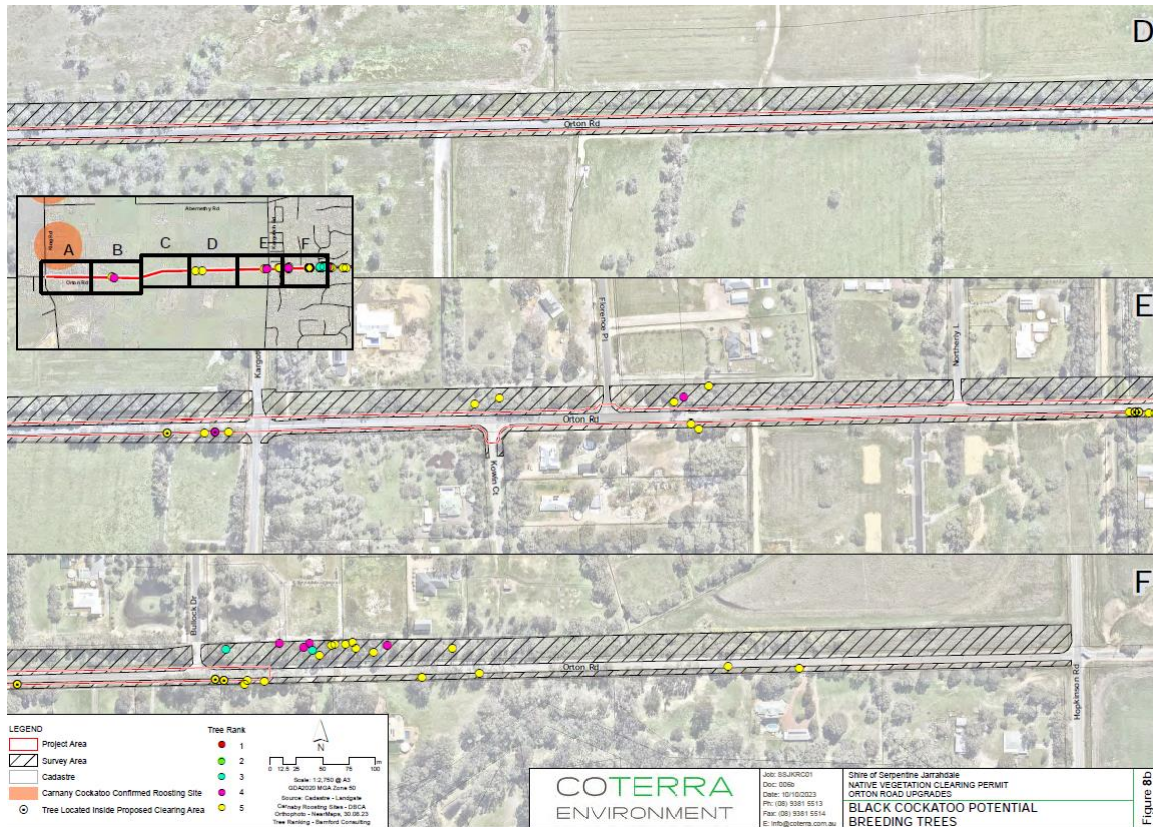 D
Orton Rd
Abernethy Rd
King Rd
A
B
C
D
E
F
Orton Rd
E
Florence Pl
Northerly L
Orton Rd
Kowin Ct
F
Bullock Dr
Orton Rd
Hopkinson Rd
LEGEND
Project Area
Survey Area
Cadastre
Carnany Cockatoo Confirmed Roosting Site
Tree Located Inside Proposed Clearing Area
Tree Rank
1
2
3
4
5
N
0 12.5 25 50 75 100
m
Scale: 1:2,750 @ A3
GDA2020 MGA Zone 50
Source: Cadastre - Landgate
Carnaby Roosting Sites - DBCA
Orthophoto - NearMaps, 30.08.23
Tree Ranking - Bamford Consulting
COTERRA
ENVIRONMENT
Job: SSJKRC01
Doc: 006b
Date: 10/10/2023
Ph: (08) 9381 5513
Fax: (08) 9381 5514
E: info@coterra.com.au
Shire of Serpentine Jarrahdale
NATIVE VEGETATION CLEARING PERMIT
ORTON ROAD UPGRADES
BLACK COCKATOO POTENTIAL
BREEDING TREES
Figure 8b